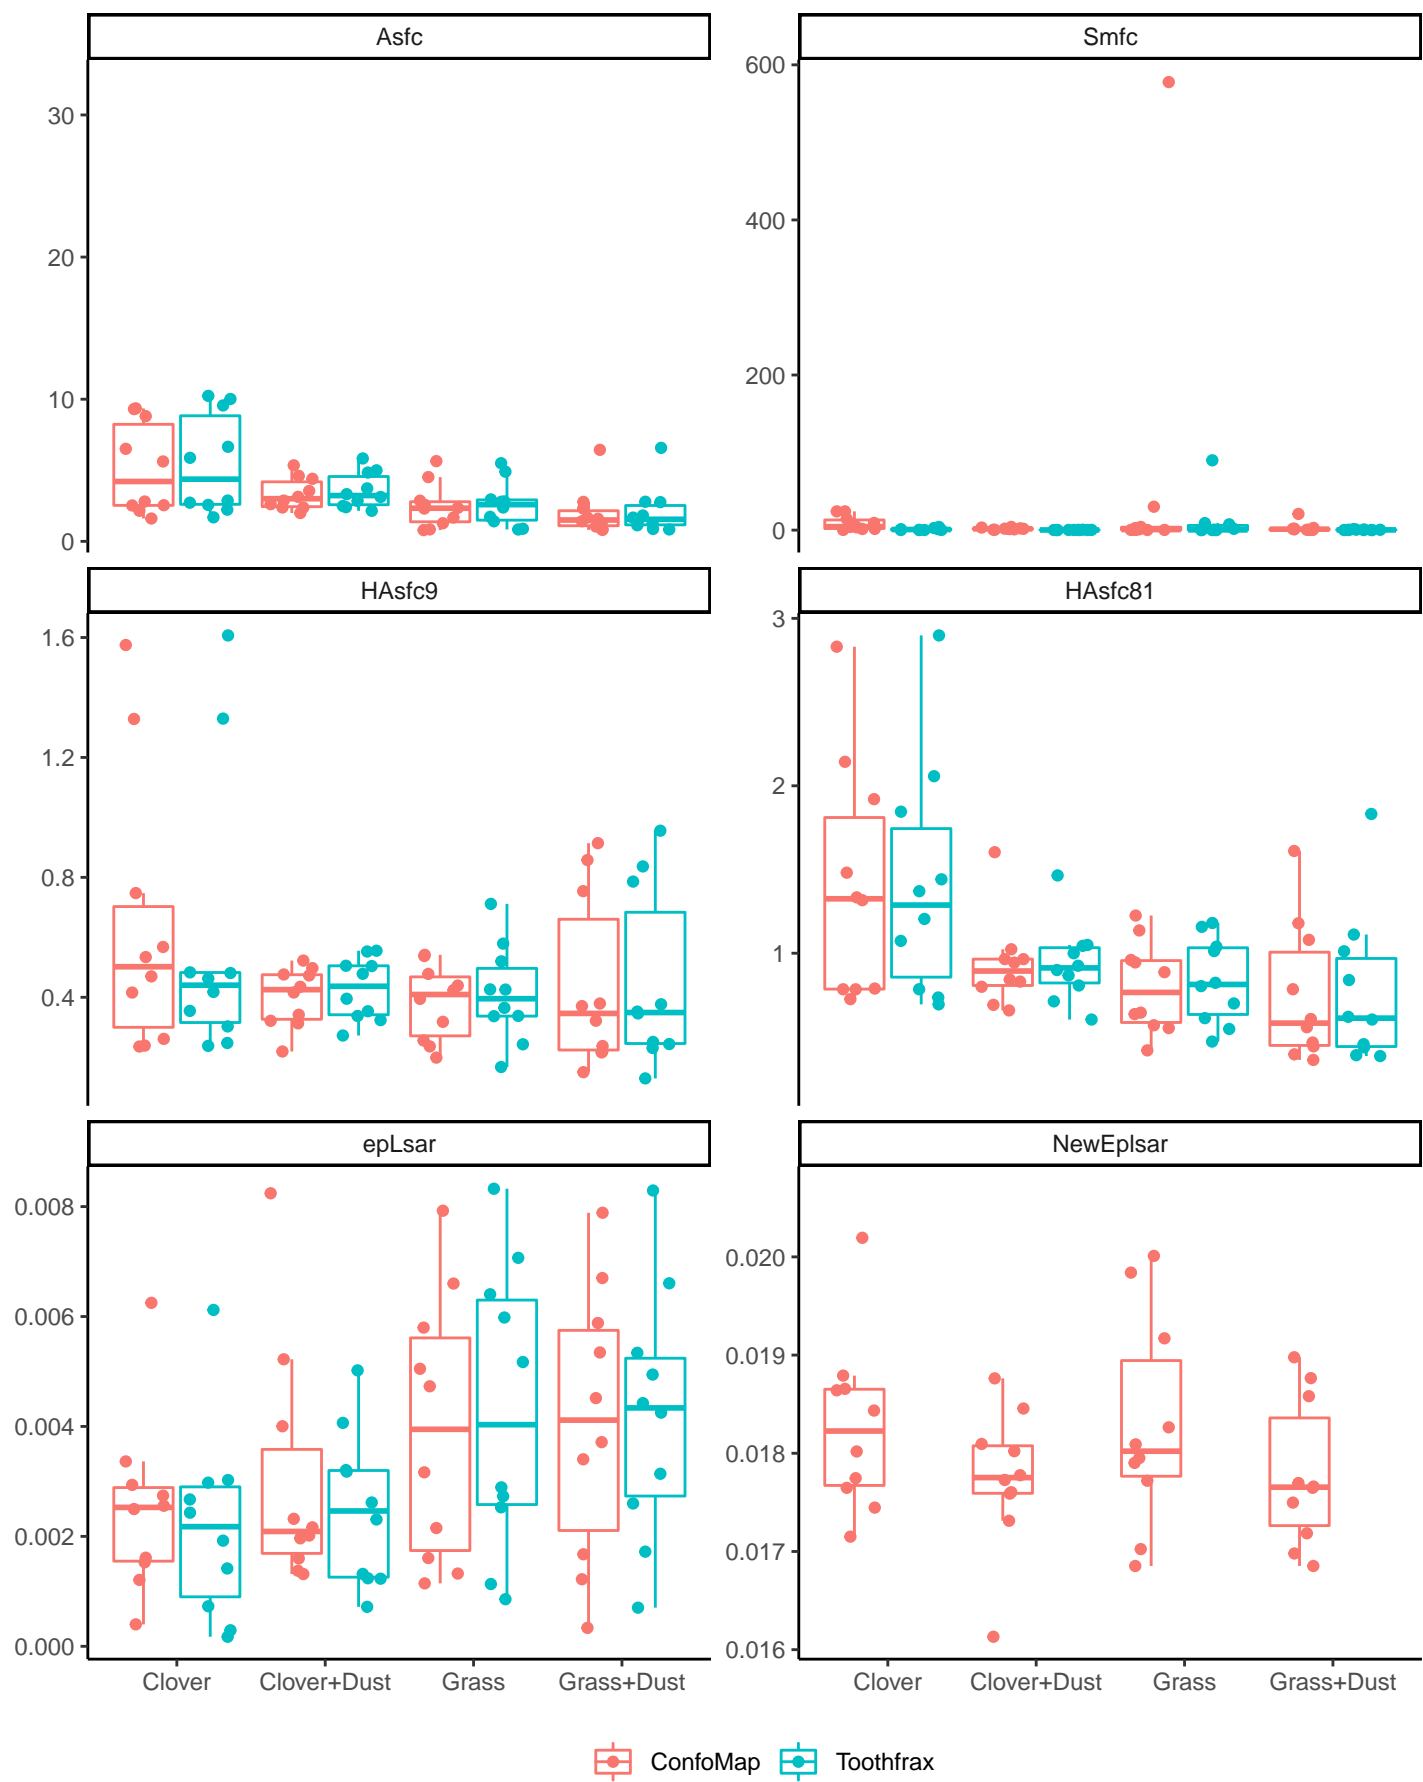 Asfc
Smfc
30
20
10
0
600
400
200
0
HAsfc9
HAsfc81
1.6
1.2
0.8
0.4
3
2
1
epLsar
NewEplsar
0.008
0.006
0.004
0.002
0.000
0.020
0.019
0.018
0.017
0.016
Clover Clover+Dust Grass Grass+Dust
Clover Clover+Dust Grass Grass+Dust
ConfoMap Toothfrax